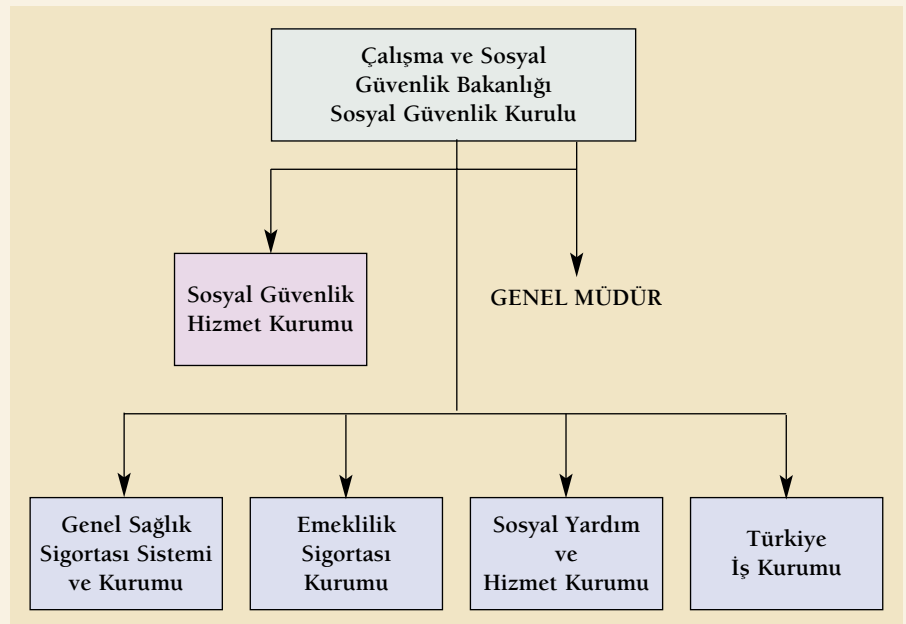 Çalışma ve Sosyal
Güvenlik Bakanlığı
Sosyal Güvenlik Kurulu
Sosyal Güvenlik
Hizmet Kurumu
GENEL MÜDÜR
Genel Sağlık
Sigortası Sistemi
ve Kurumu
Emeklilik
Sigortası
Kurumu
Sosyal Yardım
ve
Hizmet Kurumu
Türkiye
İş Kurumu